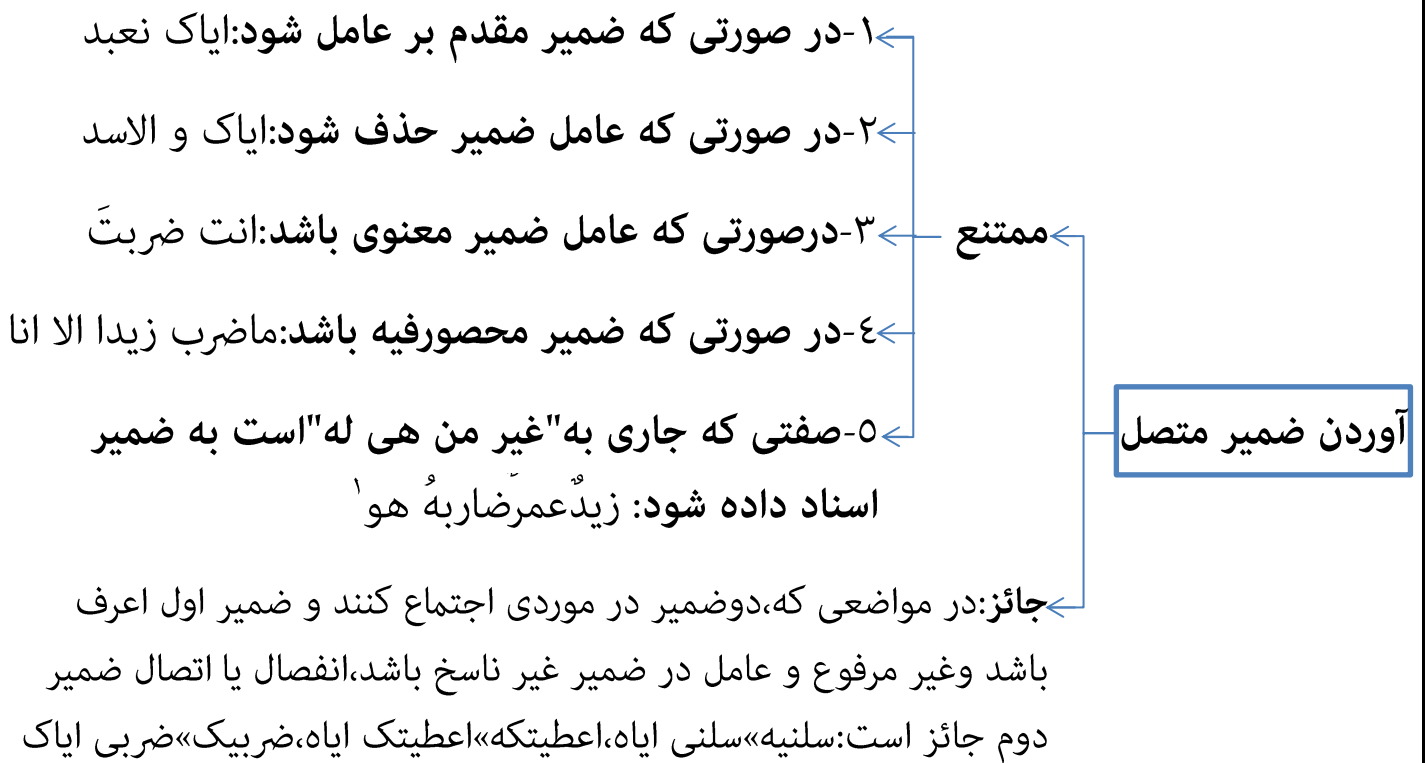 آوردن ضمیر متصل
ممتنع
۱-در صورتی که ضمیر مقدم بر عامل شود:ایاک نعبد
۲-در صورتی که عامل ضمیر حذف شود:ایاک و الاسد
۳-درصورتی که عامل ضمیر معنوی باشد:انت ضربتَ
٤-در صورتی که ضمیر محصورفیه باشد:ماضرب زیدا الا انا
٥-صفتی که جاری به"غیر من هی له"است به ضمیر
اسناد داده شود: زیدٌعمرًضاربهُ هو۱
جائز:در مواضعی که،دوضمیر در موردی اجتماع کنند و ضمیر اول اعرف
باشد وغیر مرفوع و عامل در ضمیر غیر ناسخ باشد،انفصال یا اتصال ضمیر
دوم جائز است:سلنیه»سلنی ایاه،اعطیتکه»اعطیتک ایاه،ضربیک»ضربی ایاک